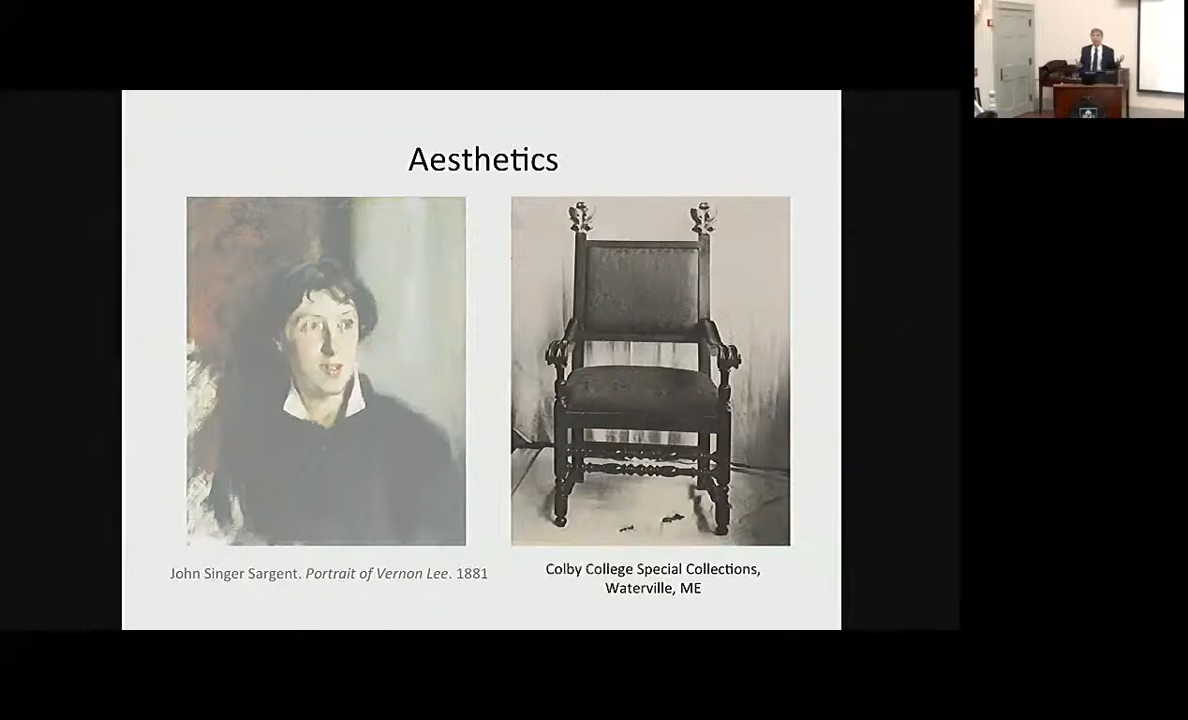 Aesthetics
John Singer Sargent. Portrait of Vernon Lee. 1881
Colby College Special Collections,
Waterville, ME